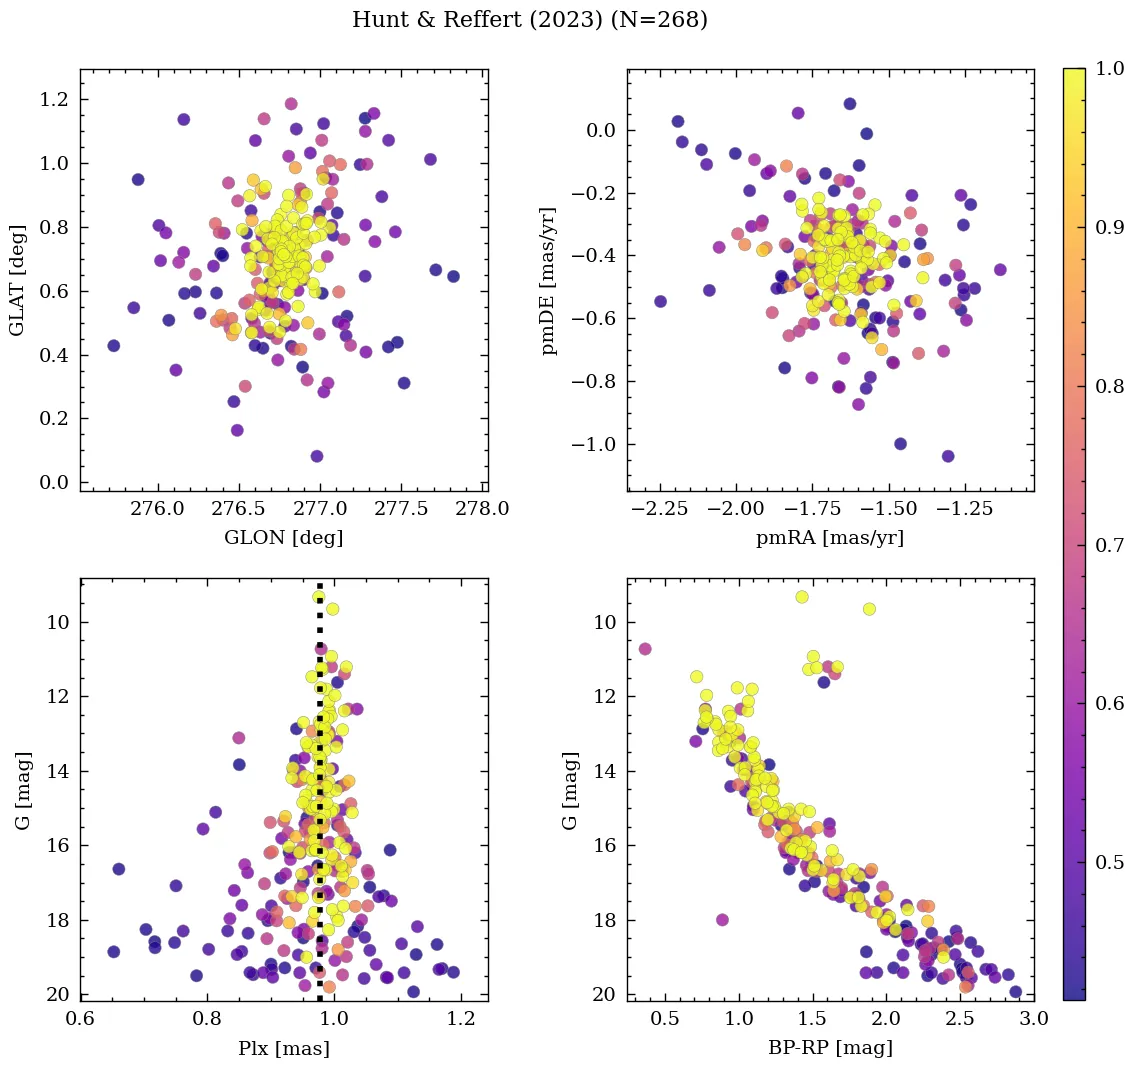 Hunt & Reffert (2023) (N=268)
1.2
1.0
0.8
0.6
0.4
0.2
0.0
GLAT [deg]
276.0 276.5 277.0 277.5 278.0
GLON [deg]
0.0
−0.2
−0.4
−0.6
−0.8
−1.0
pmDE [mas/yr]
−2.25 −2.00 −1.75 −1.50 −1.25
pmRA [mas/yr]
10
12
14
16
18
20
G [mag]
0.6 0.8 1.0 1.2
Plx [mas]
10
12
14
16
18
20
G [mag]
0.5 1.0 1.5 2.0 2.5 3.0
BP-RP [mag]
1.0
0.9
0.8
0.7
0.6
0.5